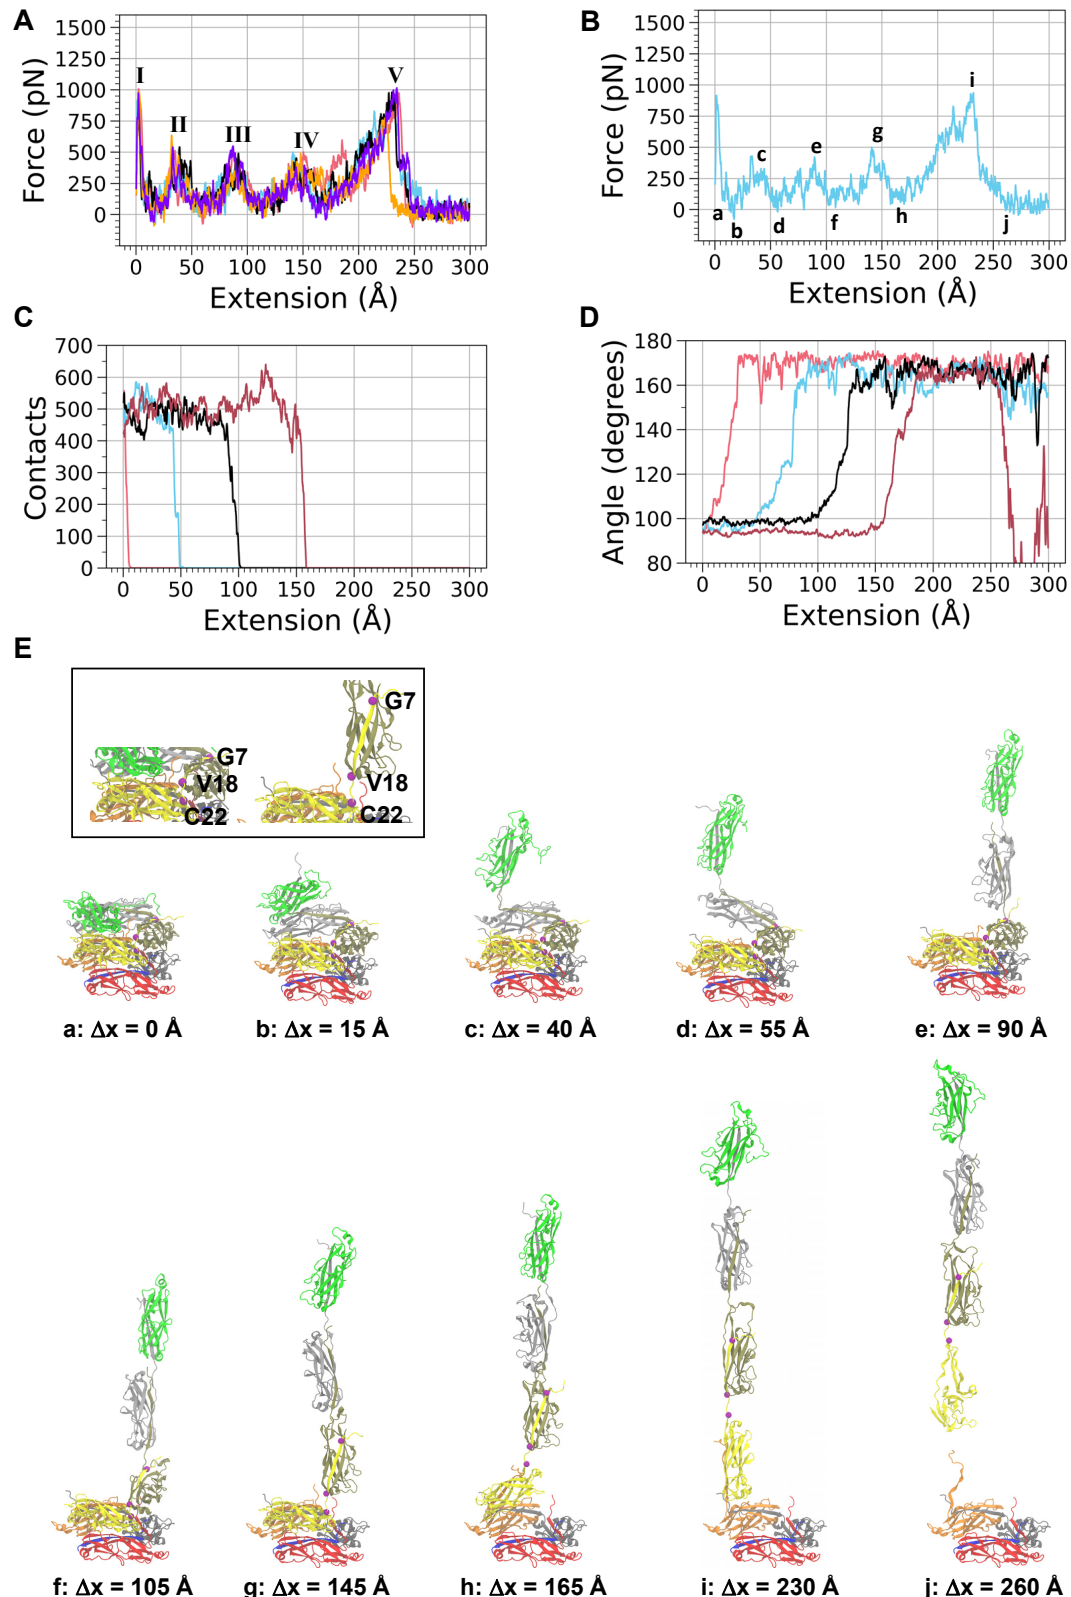 A
Force (pN)
1500
1250
1000
750
500
250
0
I
II
III
IV
V
0 50 100 150 200 250 300
Extension (Å)
B
Force (pN)
1500
1250
1000
750
500
250
0
a
b
c
d
e
f
g
h
i
j
0 50 100 150 200 250 300
Extension (Å)
C
Contacts
700
600
500
400
300
200
100
0
0 50 100 150 200 250 300
Extension (Å)
D
Angle (degrees)
180
160
140
120
100
80
0 50 100 150 200 250 300
Extension (Å)
E
G7
V18
C22
G7
V18
C22
a: Δx = 0 Å
b: Δx = 15 Å
c: Δx = 40 Å
d: Δx = 55 Å
e: Δx = 90 Å
f: Δx = 105 Å
g: Δx = 145 Å
h: Δx = 165 Å
i: Δx = 230 Å
j: Δx = 260 Å